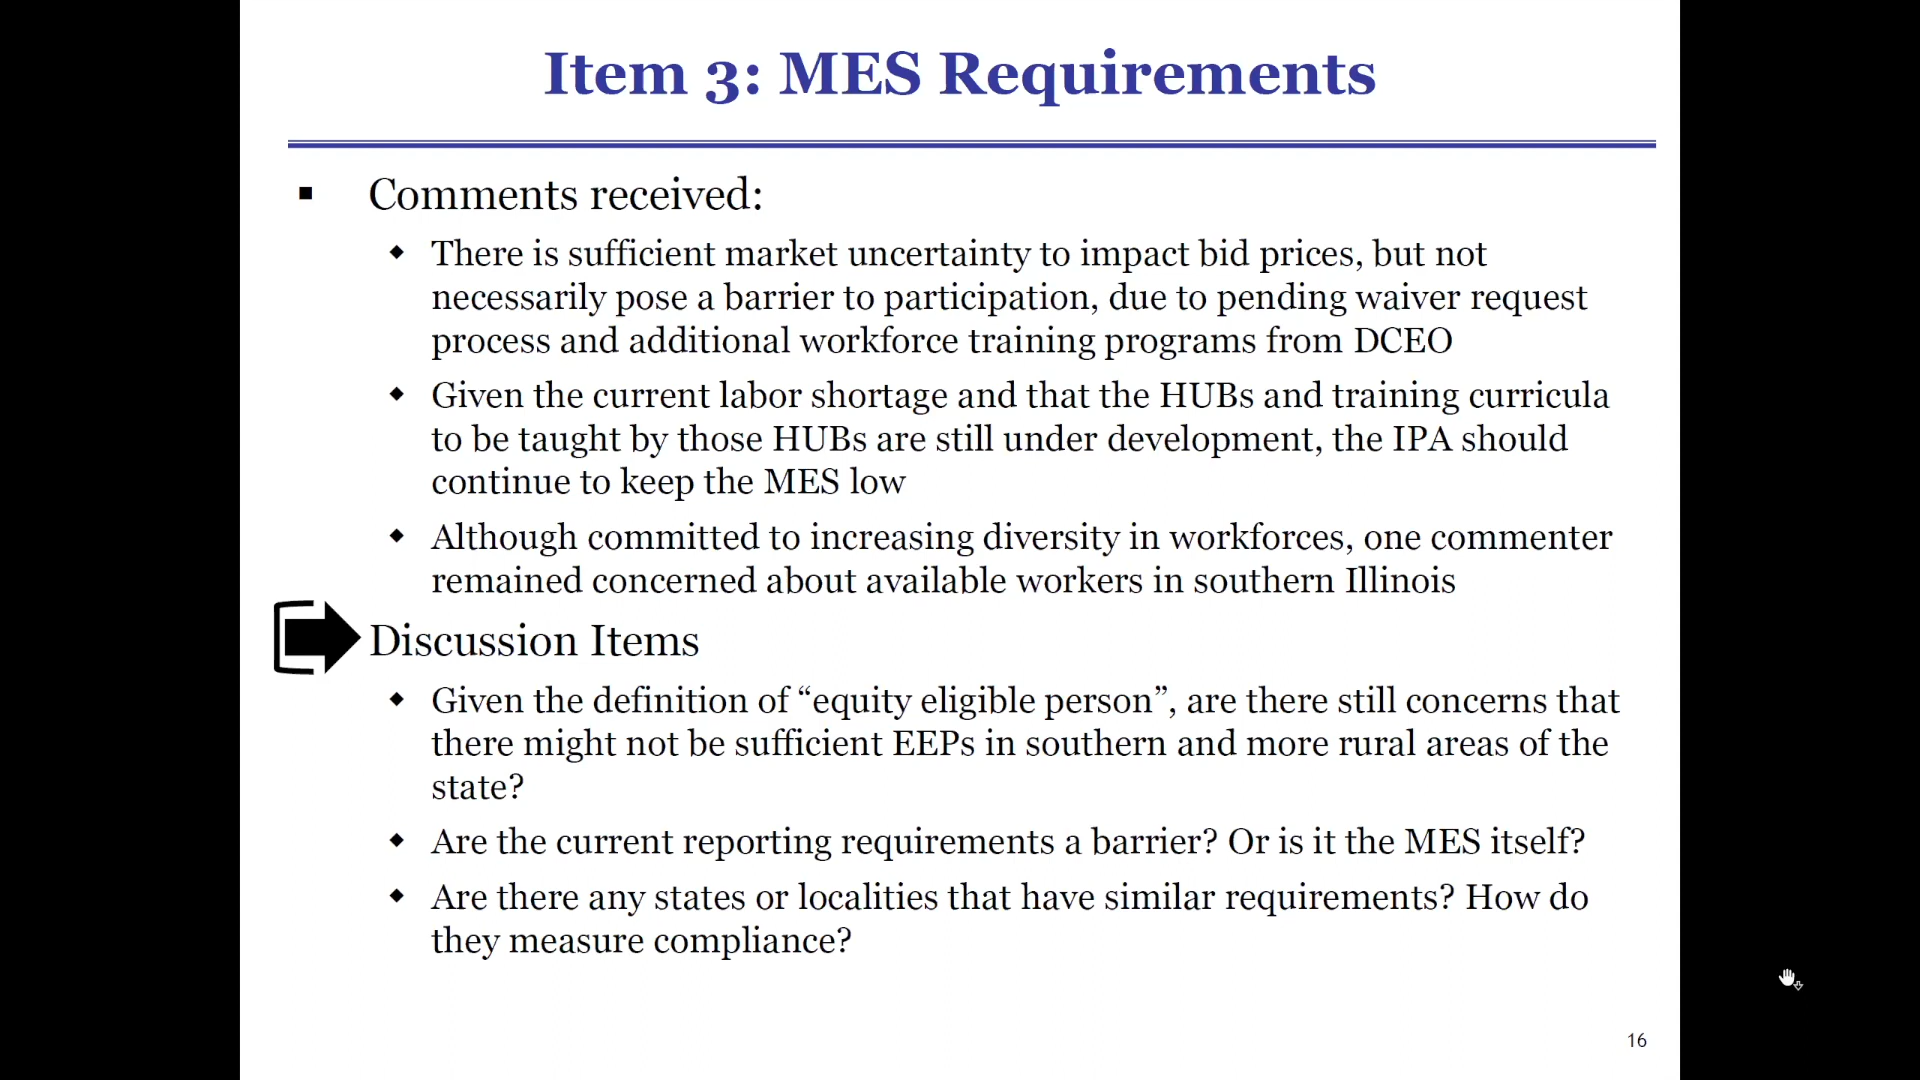 Item 3: MES Requirements
Comments received:
There is sufficient market uncertainty to impact bid prices, but not
necessarily pose a barrier to participation, due to pending waiver request
process and additional workforce training programs from DCEO
Given the current labor shortage and that the HUBs and training curricula
to be taught by those HUBs are still under development, the IPA should
continue to keep the MES low
Although committed to increasing diversity in workforces, one commenter
remained concerned about available workers in southern Illinois
Discussion Items
Given the definition of “equity eligible person”, are there still concerns that
there might not be sufficient EEPs in southern and more rural areas of the
state?
Are the current reporting requirements a barrier? Or is it the MES itself?
Are there any states or localities that have similar requirements? How do
they measure compliance?
16